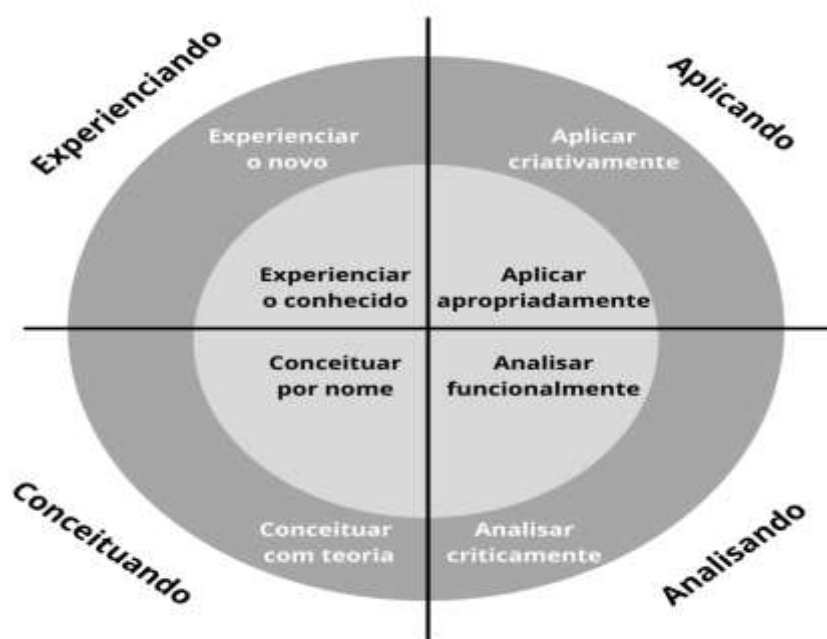 Experienciando
Aplicando
Experienciar
o novo
Aplicar
criativamente
Experienciar
o conhecido
Aplicar
apropriadamente
Conceituar
por nome
Analisar
funcionalmente
Conceituar
com teoria
Analisar
criticamente
Conceituando
Analisando